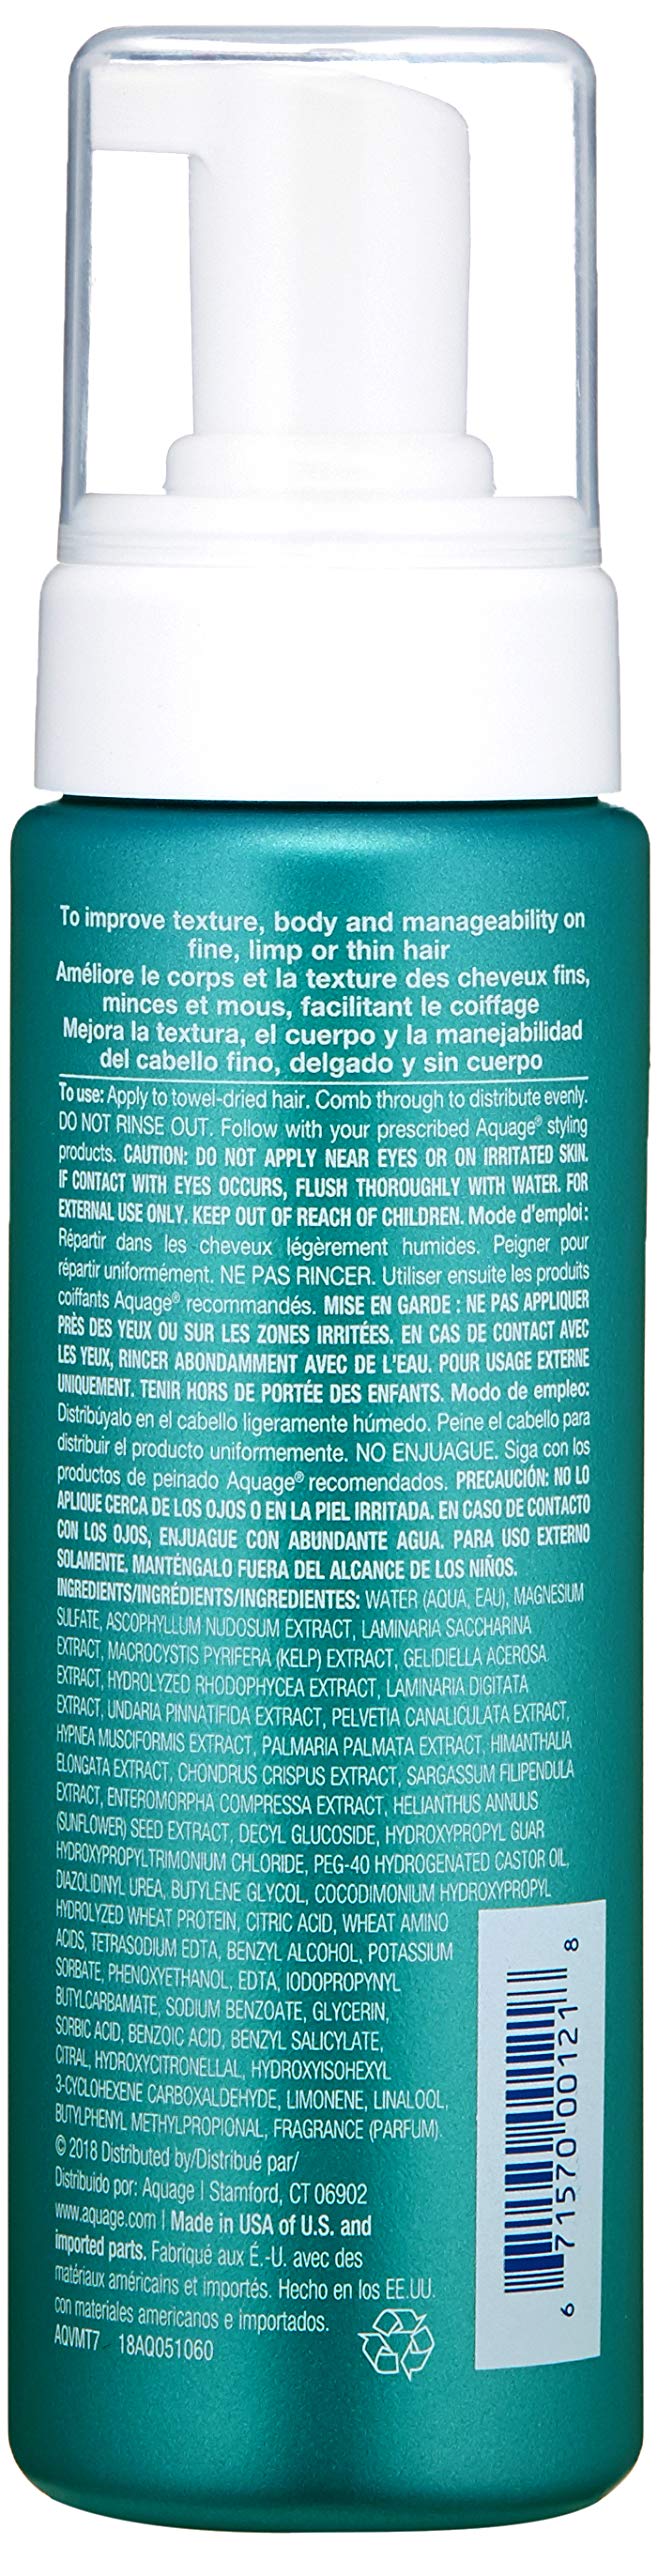 To improve texture, body and manageability on
fine, limp or thin hair
Améliore le corps et la texture des cheveux fins,
minces et mous, facilitant le coiffage
Mejora la textura, el cuerpo y la manejabilidad
del cabello fino, delgado y sin cuerpo
To use: Apply to towel-dried hair. Comb through to distribute evenly.
DO NOT RINSE OUT. Follow with your prescribed Aquage® styling
products. CAUTION: DO NOT APPLY NEAR EYES OR ON IRRITATED SKIN.
IF CONTACT WITH EYES OCCURS, FLUSH THOROUGHLY WITH WATER. FOR
EXTERNAL USE ONLY. KEEP OUT OF REACH OF CHILDREN. Mode d'emploi:
Répartir dans les cheveux légèrement humides. Peigner pour
répartir uniformément. NE PAS RINCER. Utiliser ensuite les produits
coiffants Aquage® recommandés. MISE EN GARDE : NE PAS APPLIQUER
PRÈS DES YEUX OU SUR LES ZONES IRRITÉES. EN CAS DE CONTACT AVEC
LES YEUX, RINCER ABONDAMMENT AVEC DE L'EAU. POUR USAGE EXTERNE
UNIQUEMENT. TENIR HORS DE PORTÉE DES ENFANTS. Modo de empleo:
Distribúyalo en el cabello ligeramente húmedo. Peine el cabello para
distribuir el producto uniformemente. NO ENJUAGUE. Siga con los
productos de peinado Aquage® recomendados. PRECAUCIÓN: NO LO
APLIQUE CERCA DE LOS OJOS O EN LA PIEL IRRITADA. EN CASO DE CONTACTO
CON LOS OJOS, ENJUAGUE CON ABUNDANTE AGUA. PARA USO EXTERNO
SOLAMENTE. MANTÉNGALO FUERA DEL ALCANCE DE LOS NIÑOS.
INGREDIENTS/INGRÉDIENTS/INGREDIENTES: WATER (AQUA, EAU), MAGNESIUM
SULFATE, ASCOPHYLLUM NUDOSUM EXTRACT, LAMINARIA SACCHARINA
EXTRACT, MACROCYSTIS PYRIFERA (KELP) EXTRACT, GELIDIELLA ACEROSA
EXTRACT, HYDROLYZED RHODOPHYCEA EXTRACT, LAMINARIA DIGITATA
EXTRACT, UNDARIA PINNATIFIDA EXTRACT, PELVETIA CANALICULATA EXTRACT,
HYPNEA MUSCIFORMIS EXTRACT, PALMARIA PALMATA EXTRACT, HIMANTHALIA
ELONGATA EXTRACT, CHONDRUS CRISPUS EXTRACT, SARGASSUM FILIPENDULA
EXTRACT, ENTEROMORPHA COMPRESSA EXTRACT, HELIANTHUS ANNUUS
(SUNFLOWER) SEED EXTRACT, DECYL GLUCOSIDE, HYDROXYPROPYL GUAR
HYDROXYPROPYLTRIMONIUM CHLORIDE, PEG-40 HYDROGENATED CASTOR OIL,
DIAZOLIDINYL UREA, BUTYLENE GLYCOL, COCODIMONIUM HYDROXYPROPYL
HYDROLYZED WHEAT PROTEIN, CITRIC ACID, WHEAT AMINO
ACIDS, TETRASODIUM EDTA, BENZYL ALCOHOL, POTASSIUM
SORBATE, PHENOXYETHANOL, EDTA, IODOPROPYNYL
BUTYLCARBAMATE, SODIUM BENZOATE, GLYCERIN,
SORBIC ACID, BENZOIC ACID, BENZYL SALICYLATE,
CITRAL, HYDROXYCITRONELLAL, HYDROXYISOHEXYL
3-CYCLOHEXENE CARBOXALDEHYDE, LIMONENE, LINALOOL,
BUTYLPHENYL METHYLPROPIONAL, FRAGRANCE (PARFUM).
© 2018 Distributed by/Distribué par/
Distribuido por: Aquage | Stamford, CT 06902
www.aquage.com | Made in USA of U.S. and
imported parts. Fabriqué aux É.-U. avec des
matériaux américains et importés. Hecho en los EE.UU.
con materiales americanos e importados.
AQVMT7 18AQ051060
6 71570 00121 8